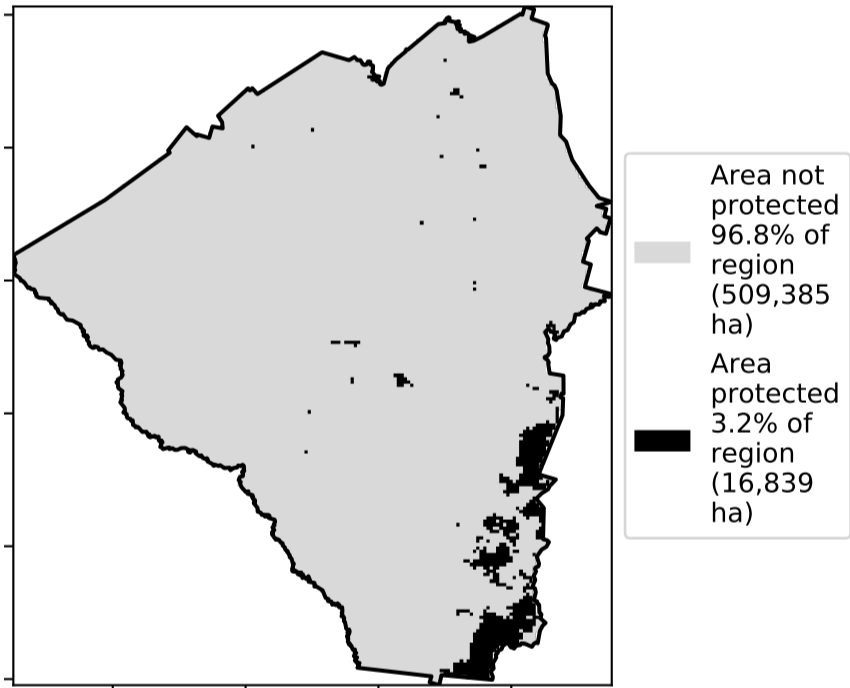 Area not
protected
96.8% of
region
(509,385
ha)
Area
protected
3.2% of
region
(16,839
ha)